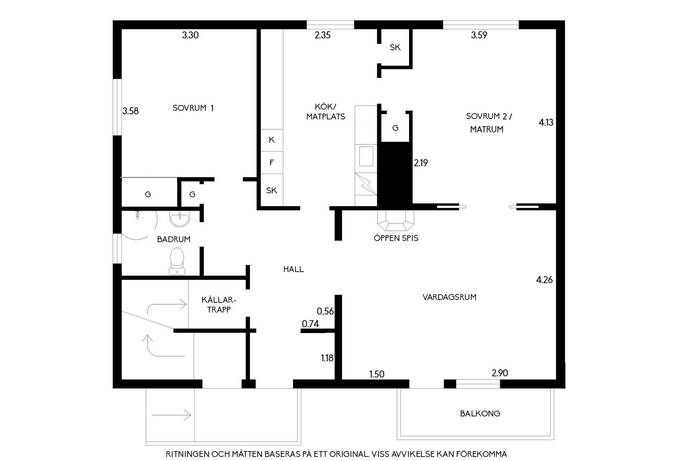 3.30
2.35
3.59
SK
3.58
SOVRUM 1
KÖK/
MATPLATS
SOVRUM 2 /
MATRUM
4.13
G
K
F
SK
2.19
G
G
BADRUM
ÖPPEN SPIS
HALL
4.26
VARDAGSRUM
KÄLLAR-
TRAPP
0,56
0.74
1.18
1.50
2.90
BALKONG
RITNINGEN OCH MÅTTEN BASERAS PÅ ETT ORIGINAL. VISS AVVIKELSE KAN FÖREKOMMA